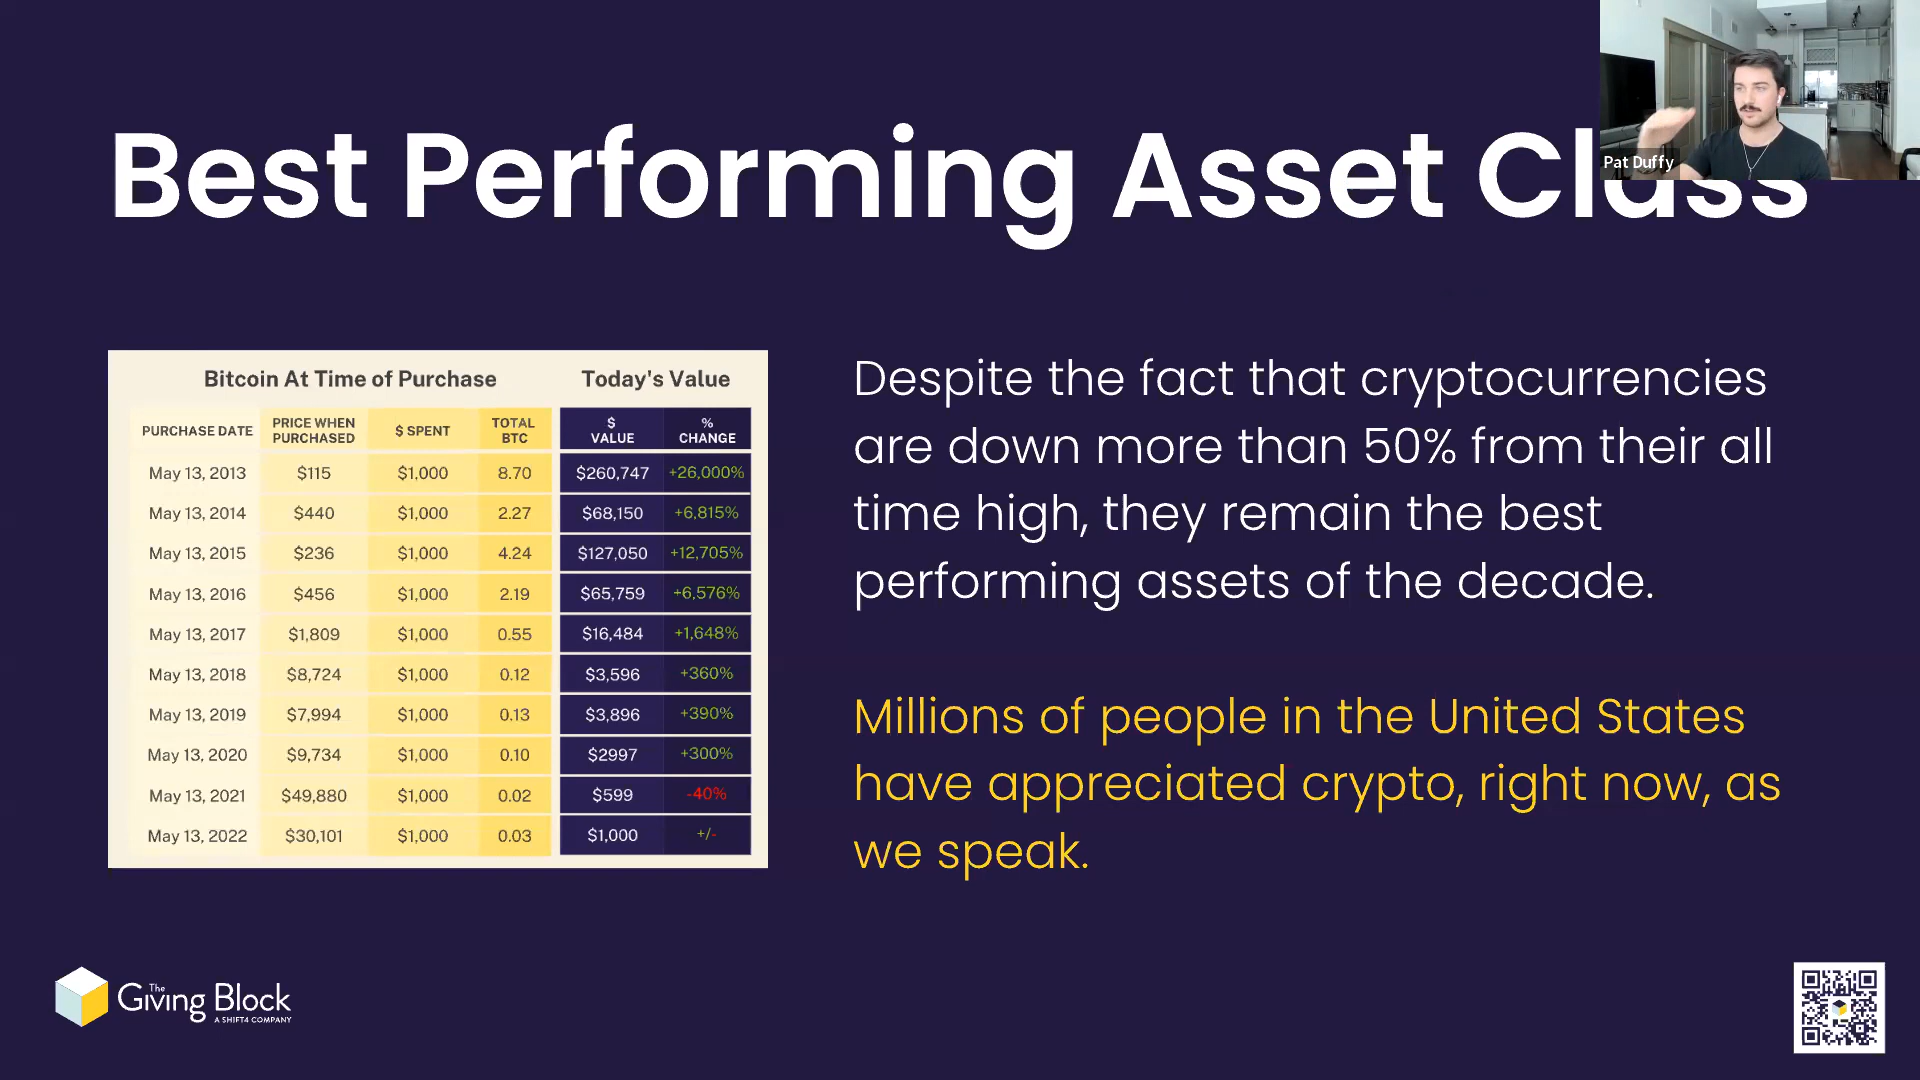 Best Performing Asset Class
Pat Duffy
Bitcoin At Time of Purchase Today's Value
PURCHASE DATE PRICE WHEN PURCHASED $ SPENT TOTAL BTC $ VALUE % CHANGE
May 13, 2013 $115 $1,000 8.70 $260,747 +26,000%
May 13, 2014 $440 $1,000 2.27 $68,150 +6,815%
May 13, 2015 $236 $1,000 4.24 $127,050 +12,705%
May 13, 2016 $456 $1,000 2.19 $65,759 +6,576%
May 13, 2017 $1,809 $1,000 0.55 $16,484 +1,648%
May 13, 2018 $8,724 $1,000 0.12 $3,596 +360%
May 13, 2019 $7,994 $1,000 0.13 $3,896 +390%
May 13, 2020 $9,734 $1,000 0.10 $2997 +300%
May 13, 2021 $49,880 $1,000 0.02 $599 -40%
May 13, 2022 $30,101 $1,000 0.03 $1,000 +/-
Despite the fact that cryptocurrencies
are down more than 50% from their all
time high, they remain the best
performing assets of the decade.
Millions of people in the United States
have appreciated crypto, right now, as
we speak.
The
Giving Block
A SHIFT4 COMPANY